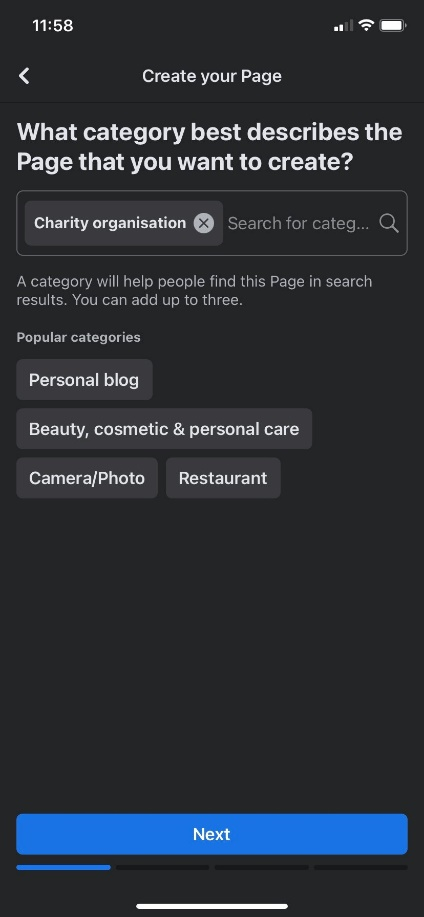 11:58
Create your Page
What category best describes the
Page that you want to create?
Charity organisation Search for categ...
A category will help people find this Page in search
results. You can add up to three.
Popular categories
Personal blog
Beauty, cosmetic & personal care
Camera/Photo Restaurant
Next